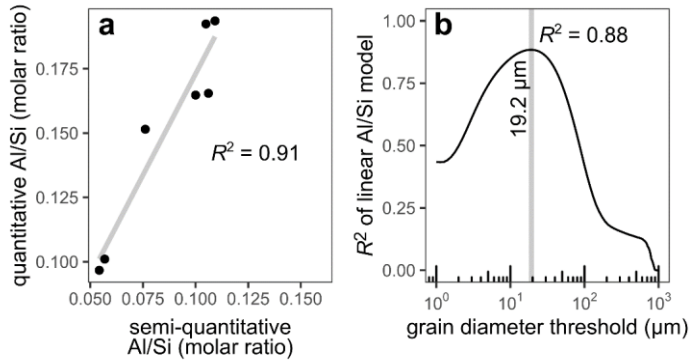 a
quantitative Al/Si (molar ratio)
0.175
0.150
0.125
0.100
R² = 0.91
0.050 0.075 0.100 0.125 0.150
semi-quantitative
Al/Si (molar ratio)
b
R² of linear Al/Si model
1.00
0.75
0.50
0.25
0.00
R² = 0.88
19.2 µm
10⁰ 10¹ 10² 10³
grain diameter threshold (µm)